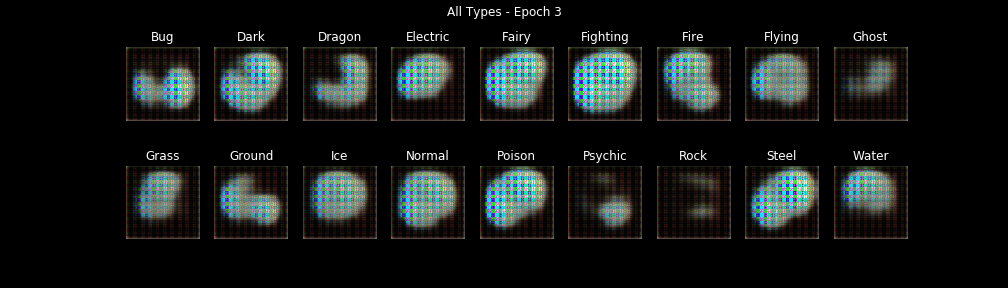 All Types - Epoch 3
Bug Dark Dragon Electric Fairy Fighting Fire Flying Ghost
Grass Ground Ice Normal Poison Psychic Rock Steel Water